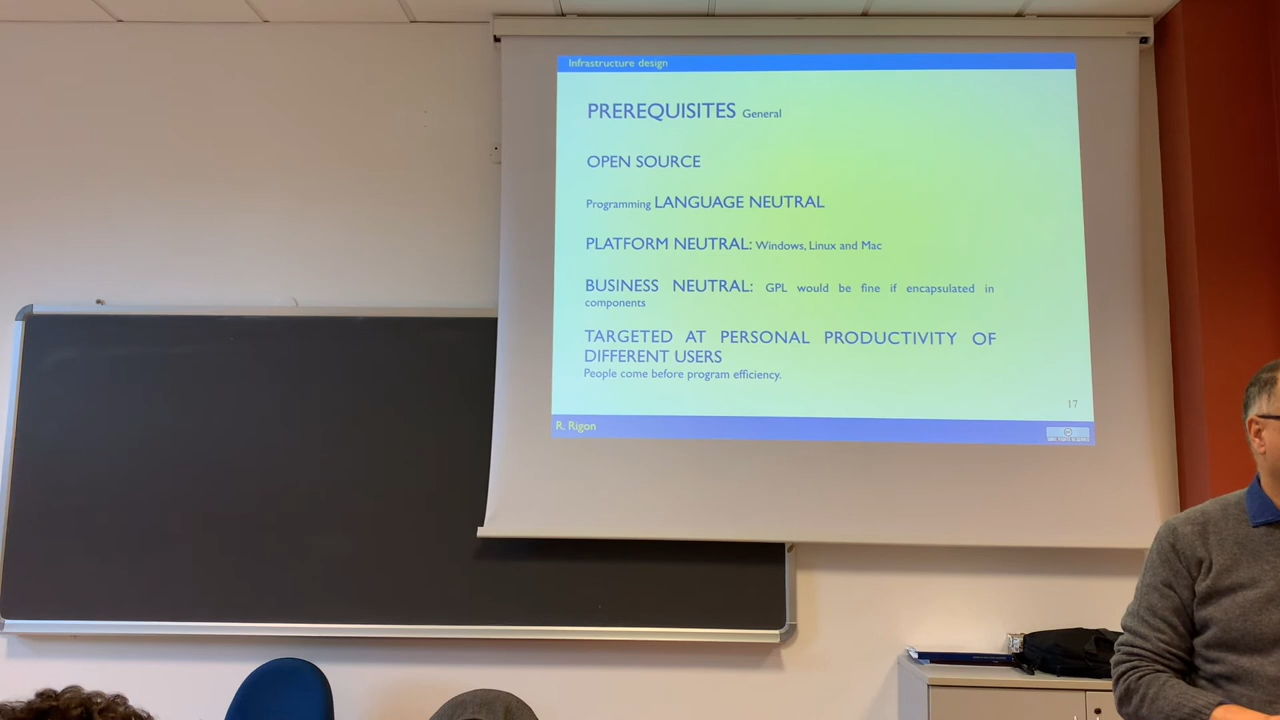 Infrastructure design
PREREQUISITES General
OPEN SOURCE
Programming LANGUAGE NEUTRAL
PLATFORM NEUTRAL: Windows, Linux and Mac
BUSINESS NEUTRAL: GPL would be fine if encapsulated in
components
TARGETED AT PERSONAL PRODUCTIVITY OF
DIFFERENT USERS
People come before program efficiency.
17
R. Rigon